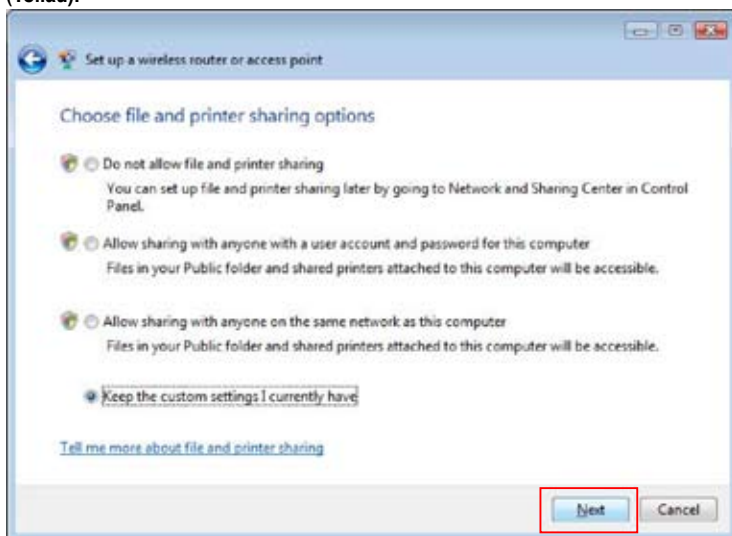 Set up a wireless router or access point
Choose file and printer sharing options
Do not allow file and printer sharing
You can set up file and printer sharing later by going to Network and Sharing Center in Control
Panel.
Allow sharing with anyone with a user account and password for this computer
Files in your Public folder and shared printers attached to this computer will be accessible.
Allow sharing with anyone on the same network as this computer
Files in your Public folder and shared printers attached to this computer will be accessible.
Keep the custom settings I currently have
Tell me more about file and printer sharing
Next Cancel